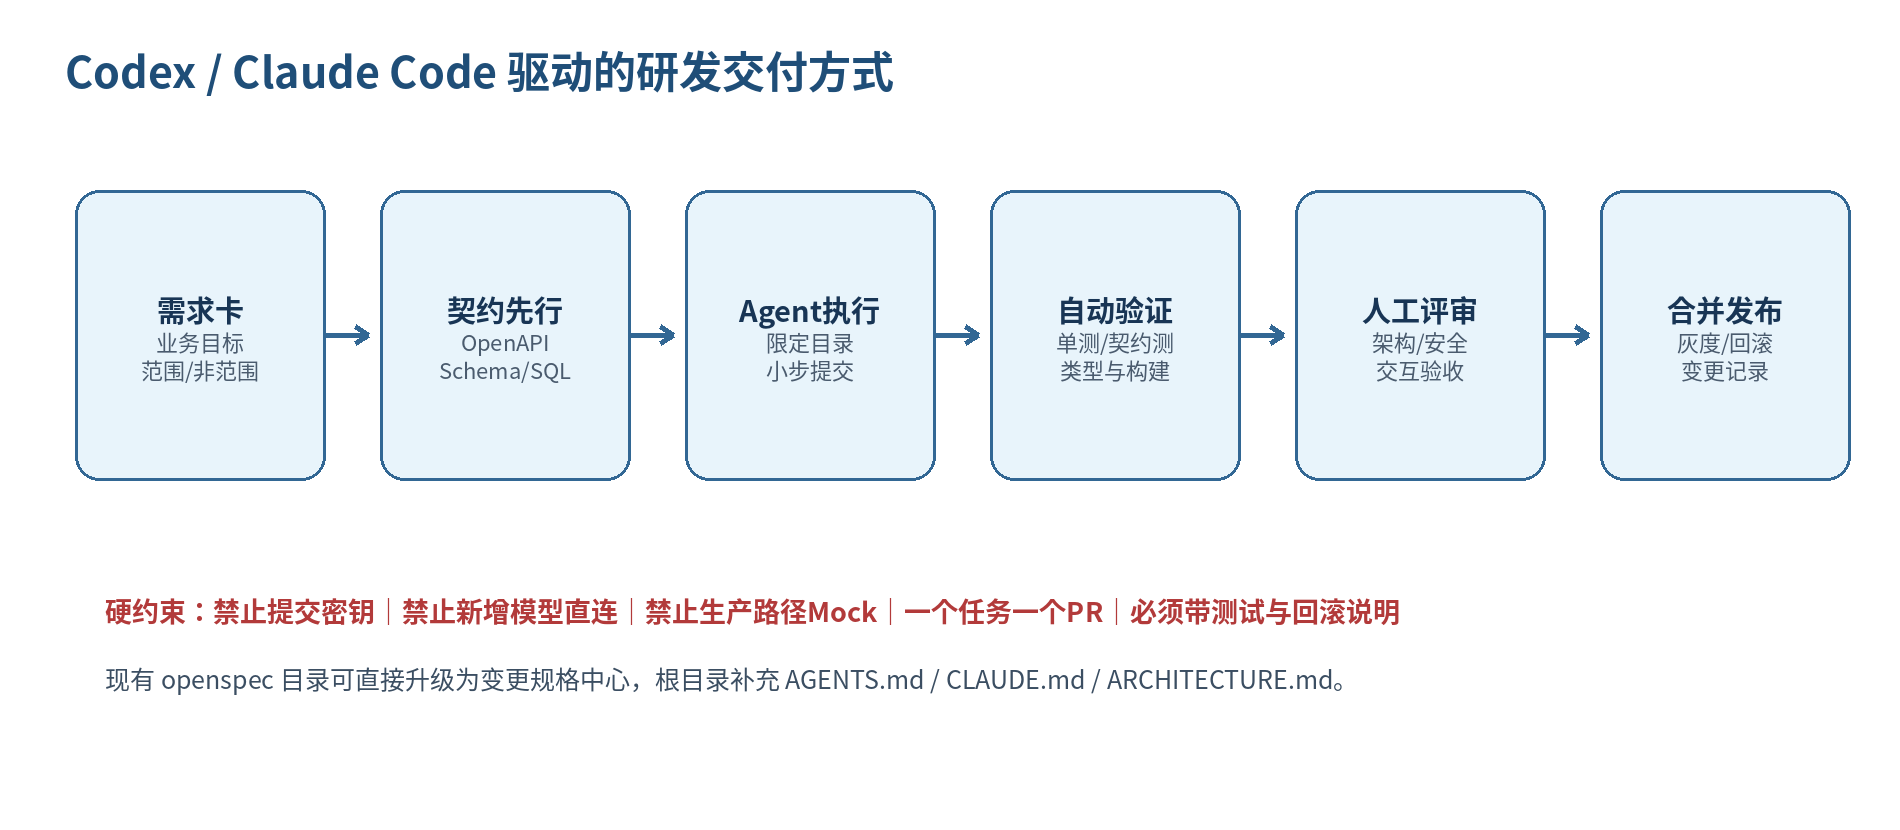 Codex / Claude Code 驱动的研发交付方式
需求卡
业务目标
范围/非范围
契约先行
OpenAPI
Schema/SQL
Agent执行
限定目录
小步提交
自动验证
单测/契约测
类型与构建
人工评审
架构/安全
交互验收
合并发布
灰度/回滚
变更记录
硬约束：禁止提交密钥｜禁止新增模型直连｜禁止生产路径Mock｜一个任务一个PR｜必须带测试与回滚说明
现有 openspec 目录可直接升级为变更规格中心，根目录补充 AGENTS.md / CLAUDE.md / ARCHITECTURE.md。